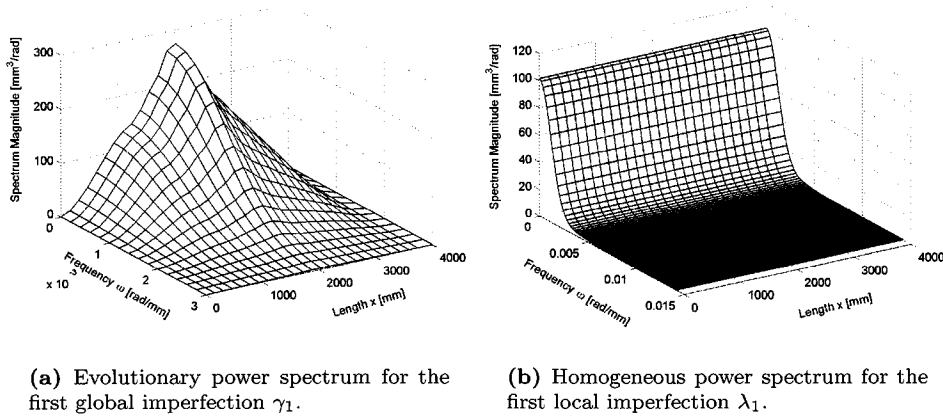 Spectrum Magnitude [mm³/rad]
300
200
100
0
0
1
2
3
x 10⁻³
Frequency ω [rad/mm]
0
1000
2000
3000
4000
Length x [mm]
Spectrum Magnitude [mm³/rad]
120
100
80
60
40
20
0
0
0.005
0.01
0.015
Frequency ω [rad/mm]
0
1000
2000
3000
4000
Length x [mm]
(a) Evolutionary power spectrum for the
first global imperfection γ₁.
(b) Homogeneous power spectrum for the
first local imperfection λ₁.